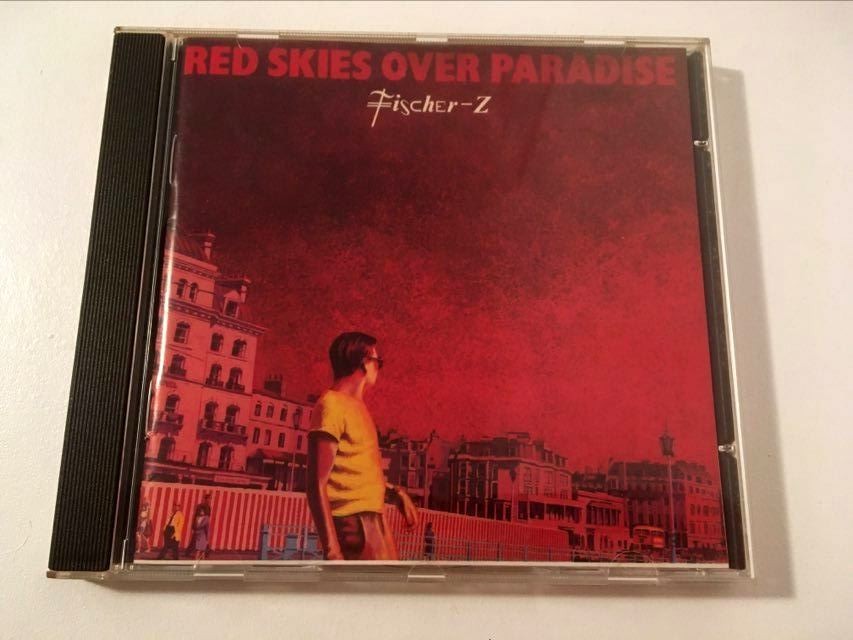 RED SKIES OVER PARADISE
Fischer-Z